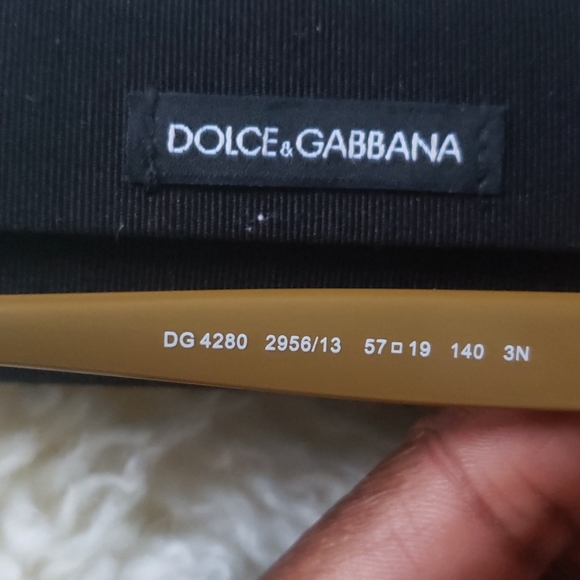 DOLCE&GABBANA
DG 4280 2956/13 57□19 140 3N